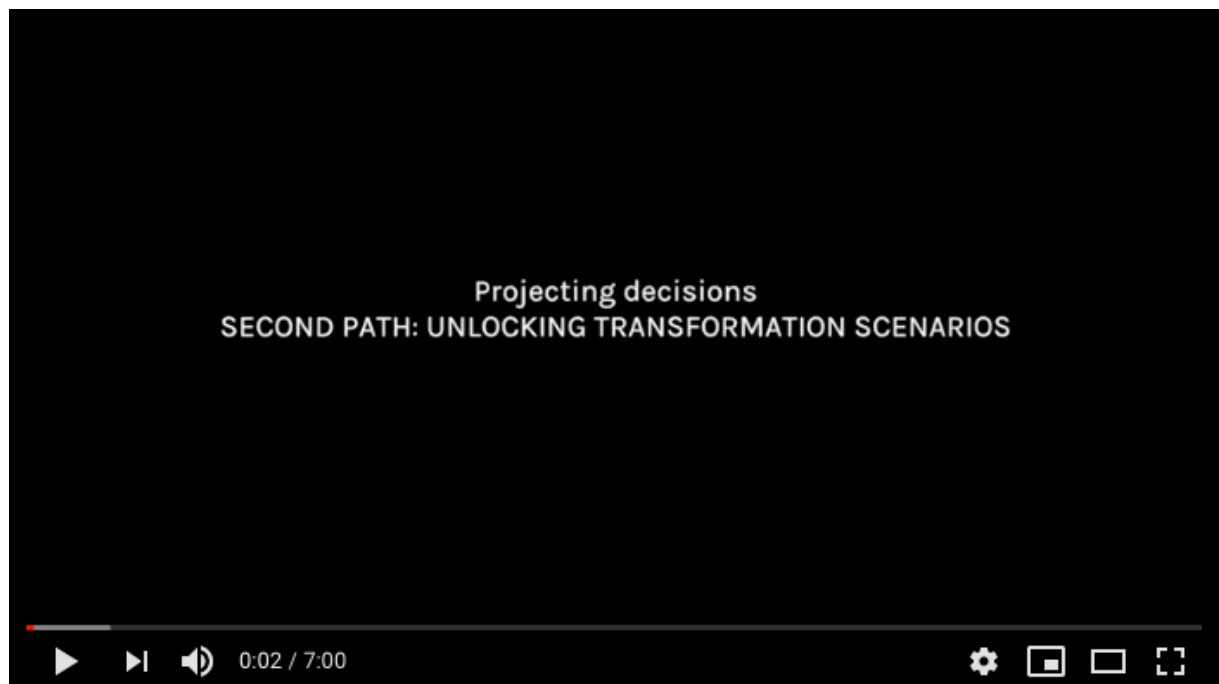 Projecting decisions
SECOND PATH: UNLOCKING TRANSFORMATION SCENARIOS
0:02 / 7:00